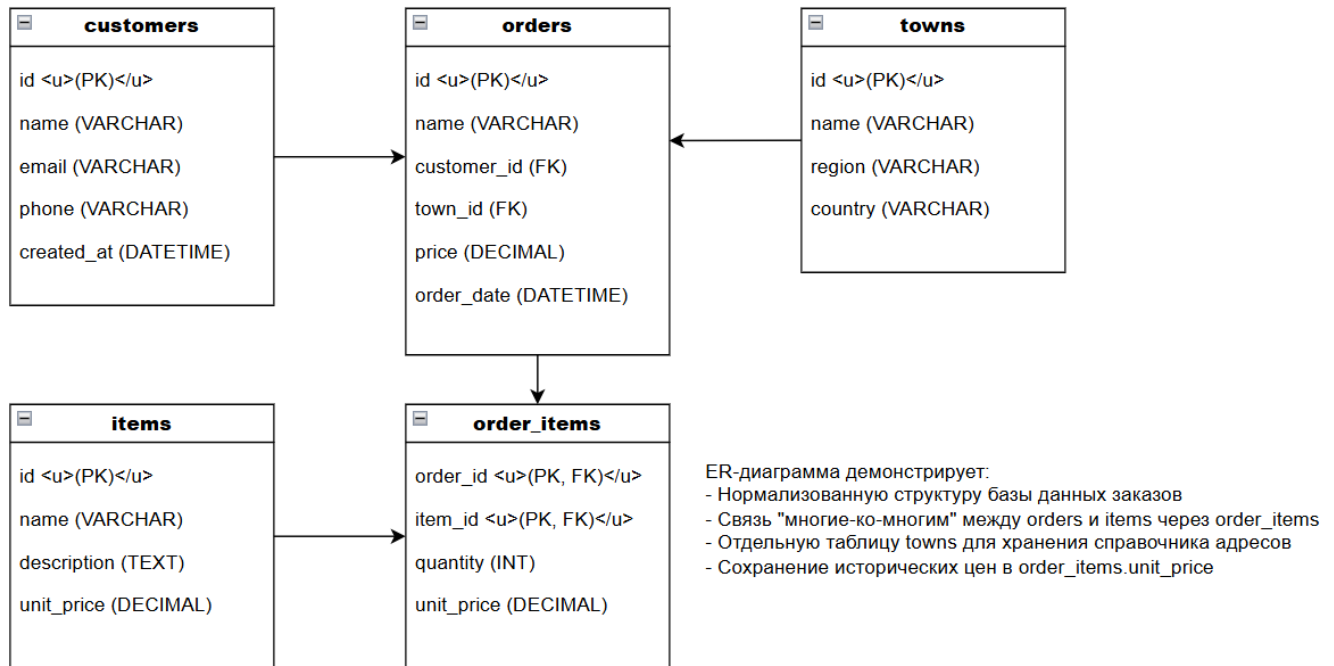 customers
id <u>(PK)</u>
name (VARCHAR)
email (VARCHAR)
phone (VARCHAR)
created_at (DATETIME)
orders
id <u>(PK)</u>
name (VARCHAR)
customer_id (FK)
town_id (FK)
price (DECIMAL)
order_date (DATETIME)
towns
id <u>(PK)</u>
name (VARCHAR)
region (VARCHAR)
country (VARCHAR)
items
id <u>(PK)</u>
name (VARCHAR)
description (TEXT)
unit_price (DECIMAL)
order_items
order_id <u>(PK, FK)</u>
item_id <u>(PK, FK)</u>
quantity (INT)
unit_price (DECIMAL)
ER-диаграмма демонстрирует:
- Нормализованную структуру базы данных заказов
- Связь "многие-ко-многим" между orders и items через order_items
- Отдельную таблицу towns для хранения справочника адресов
- Сохранение исторических цен в order_items.unit_price